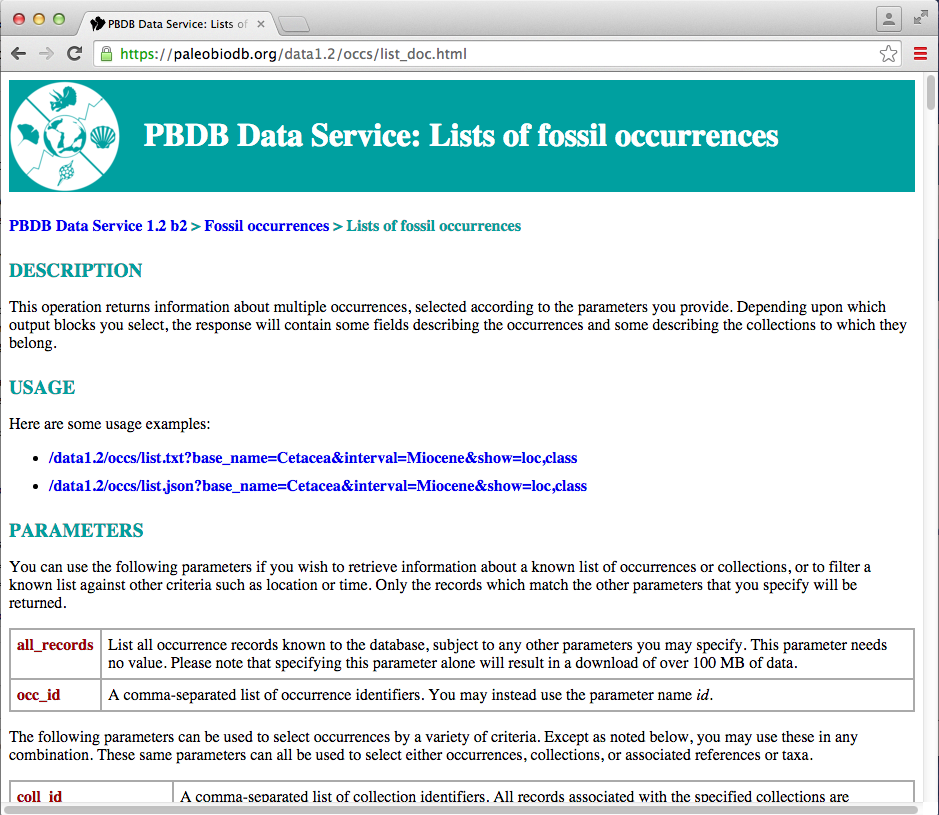 PBDB Data Service: Lists of
https://paleobiodb.org/data1.2/occs/list_doc.html
PBDB Data Service: Lists of fossil occurrences
PBDB Data Service 1.2 b2 > Fossil occurrences > Lists of fossil occurrences
DESCRIPTION
This operation returns information about multiple occurrences, selected according to the parameters you provide. Depending upon which
output blocks you select, the response will contain some fields describing the occurrences and some describing the collections to which they
belong.
USAGE
Here are some usage examples:
• /data1.2/occs/list.txt?base_name=Cetacea&interval=Miocene&show=loc,class
• /data1.2/occs/list.json?base_name=Cetacea&interval=Miocene&show=loc,class
PARAMETERS
You can use the following parameters if you wish to retrieve information about a known list of occurrences or collections, or to filter a
known list against other criteria such as location or time. Only the records which match the other parameters that you specify will be
returned.
all_records List all occurrence records known to the database, subject to any other parameters you may specify. This parameter needs
no value. Please note that specifying this parameter alone will result in a download of over 100 MB of data.
occ_id A comma-separated list of occurrence identifiers. You may instead use the parameter name id.
The following parameters can be used to select occurrences by a variety of criteria. Except as noted below, you may use these in any
combination. These same parameters can all be used to select either occurrences, collections, or associated references or taxa.
coll_id A comma-separated list of collection identifiers. All records associated with the specified collections are